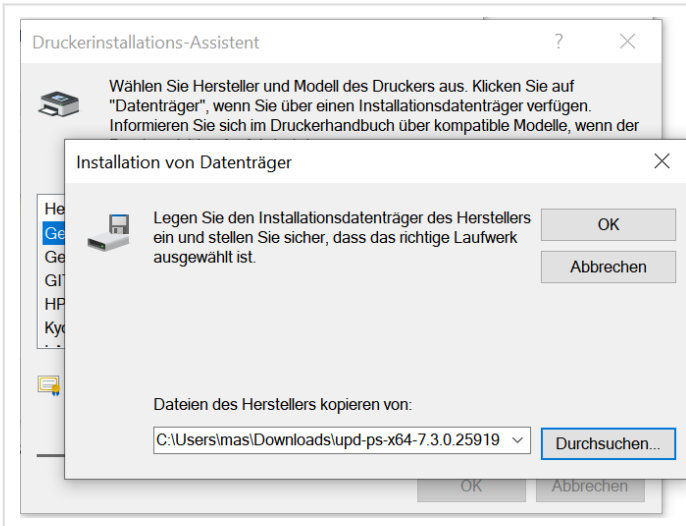 Druckerinstallations-Assistent
Wählen Sie Hersteller und Modell des Druckers aus. Klicken Sie auf
"Datenträger", wenn Sie über einen Installationsdatenträger verfügen.
Informieren Sie sich im Druckerhandbuch über kompatible Modelle, wenn der
Installation von Datenträger
He
Ge
Ge
GIT
HP
Kyo
Legen Sie den Installationsdatenträger des Herstellers
ein und stellen Sie sicher, dass das richtige Laufwerk
ausgewählt ist.
OK
Abbrechen
Dateien des Herstellers kopieren von:
C:\Users\mas\Downloads\upd-ps-x64-7.3.0.25919
Durchsuchen...
OK
Abbrechen